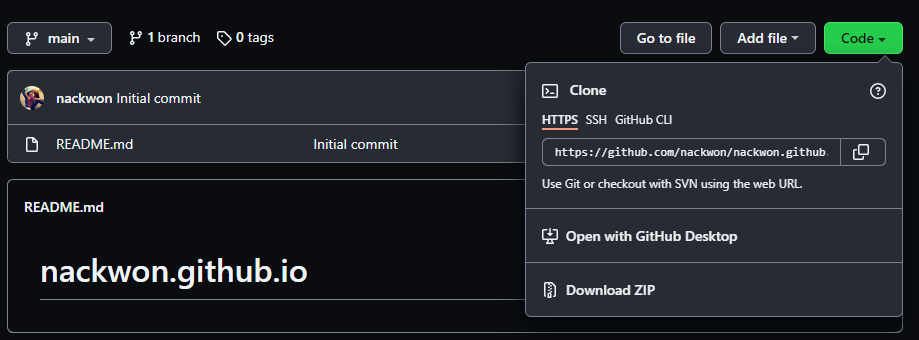 main 1 branch 0 tags Go to file Add file Code
nackwon Initial commit
README.md Initial commit
README.md
nackwon.github.io
Clone
HTTPS SSH GitHub CLI
https://github.com/nackwon/nackwon.github.
Use Git or checkout with SVN using the web URL.
Open with GitHub Desktop
Download ZIP